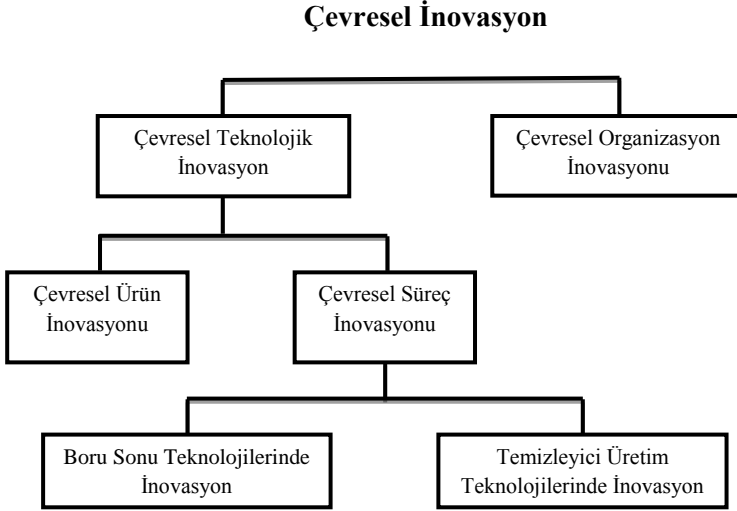 Çevresel İnovasyon
Çevresel Teknolojik
İnovasyon
Çevresel Organizasyon
İnovasyonu
Çevresel Ürün
İnovasyonu
Çevresel Süreç
İnovasyonu
Boru Sonu Teknolojilerinde
İnovasyon
Temizleyici Üretim
Teknolojilerinde İnovasyon